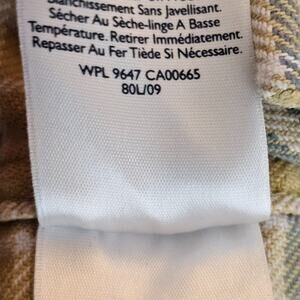 Blanchissement Sans Javellisant.
Sécher Au Sèche-linge A Basse
Température. Retirer Immédiatement.
Repasser Au Fer Tiède Si Nécessaire.
WPL 9647 CA00665
80L/09